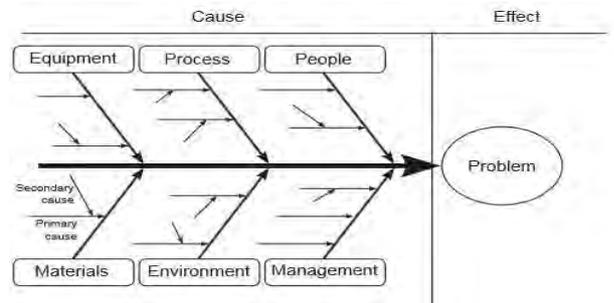 Cause
Effect
Equipment
Process
People
Problem
Secondary
cause
Primary
cause
Materials
Environment
Management